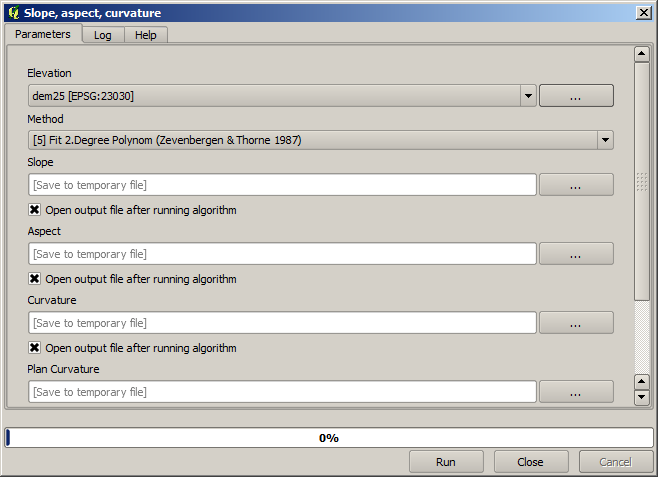 Slope, aspect, curvature
Parameters Log Help
Elevation
dem25 [EPSG:23030] ...
Method
[5] Fit 2.Degree Polynom (Zevenbergen & Thorne 1987)
Slope
[Save to temporary file] ...
Open output file after running algorithm
Aspect
[Save to temporary file] ...
Open output file after running algorithm
Curvature
[Save to temporary file] ...
Open output file after running algorithm
Plan Curvature
[Save to temporary file] ...
0%
Run Close Cancel